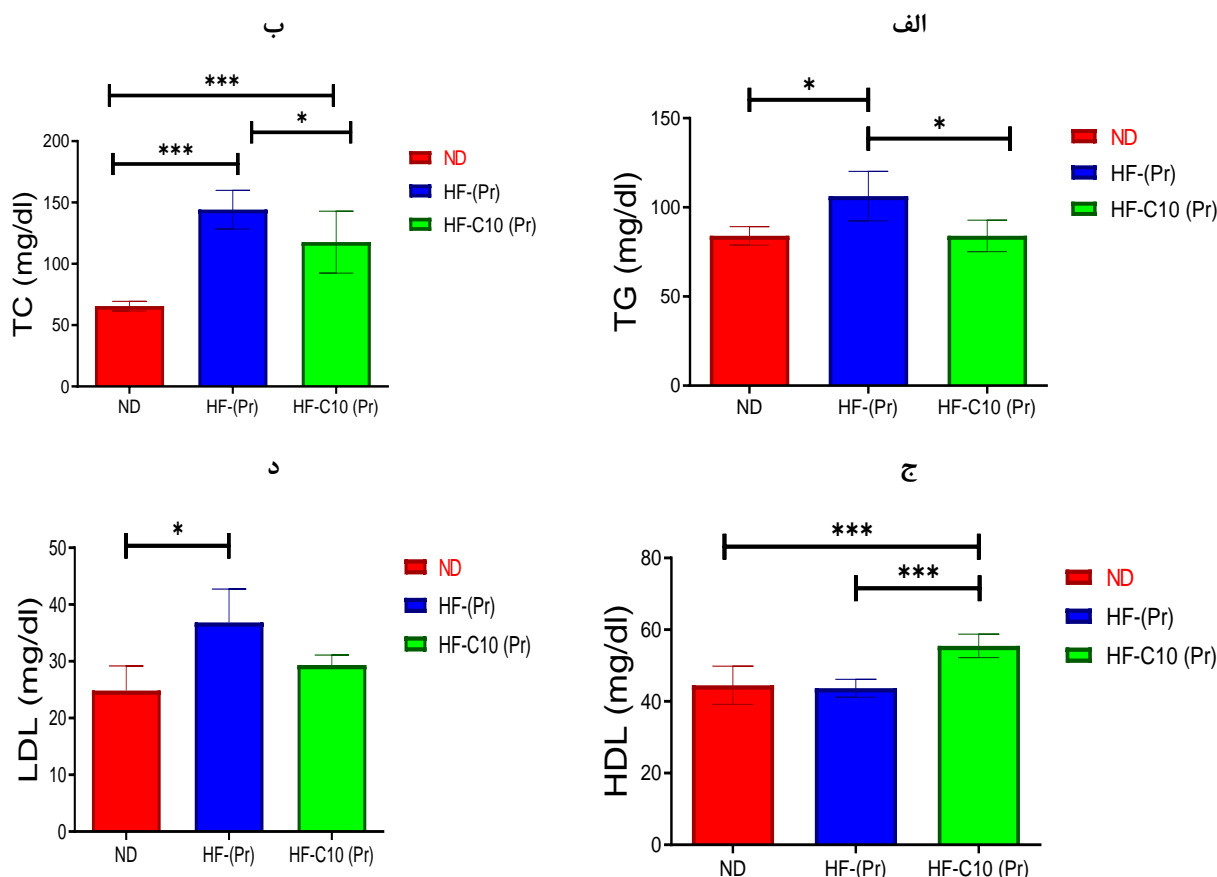 الف
*
*
150
100
50
0
TG (mg/dl)
ND
HF-(Pr)
HF-C10 (Pr)
ND
HF-(Pr)
HF-C10 (Pr)
ب
***
*
***
200
150
100
50
0
TC (mg/dl)
ND
HF-(Pr)
HF-C10 (Pr)
ND
HF-(Pr)
HF-C10 (Pr)
ج
***
***
80
60
40
20
0
HDL (mg/dl)
ND
HF-(Pr)
HF-C10 (Pr)
ND
HF-(Pr)
HF-C10 (Pr)
د
*
50
40
30
20
10
0
LDL (mg/dl)
ND
HF-(Pr)
HF-C10 (Pr)
ND
HF-(Pr)
HF-C10 (Pr)